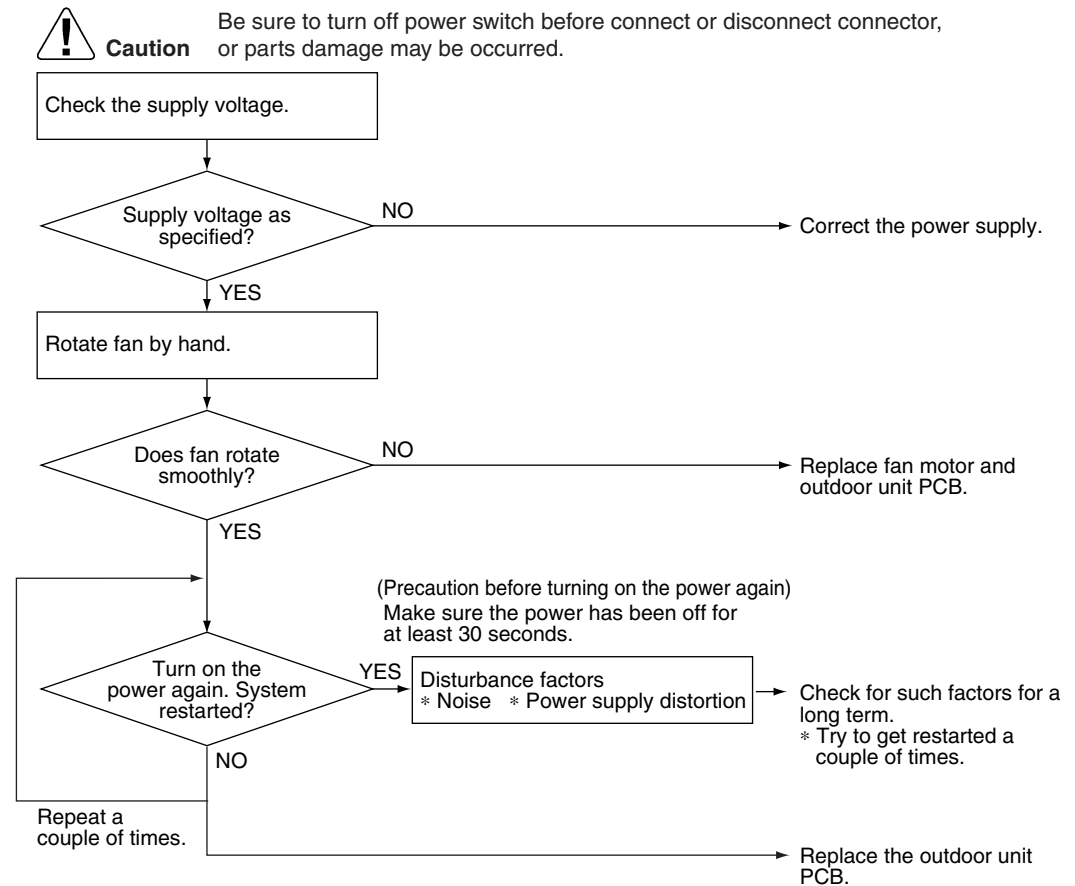 Be sure to turn off power switch before connect or disconnect connector,
Caution or parts damage may be occurred.
Check the supply voltage.
Supply voltage as
specified?
NO
Correct the power supply.
YES
Rotate fan by hand.
Does fan rotate
smoothly?
NO
Replace fan motor and
outdoor unit PCB.
YES
(Precaution before turning on the power again)
Make sure the power has been off for
at least 30 seconds.
Turn on the
power again. System
restarted?
YES
Disturbance factors
∗ Noise ∗ Power supply distortion
Check for such factors for a
long term.
∗ Try to get restarted a
couple of times.
NO
Repeat a
couple of times.
Replace the outdoor unit
PCB.